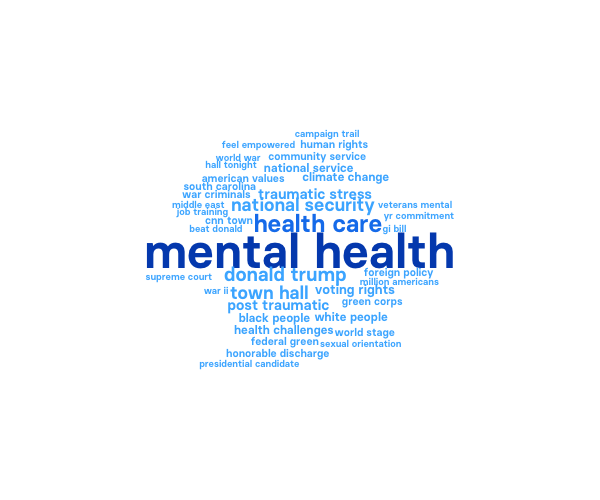 campaign trail
feel empowered human rights
world war community service
hall tonight national service
american values climate change
south carolina
war criminals traumatic stress
middle east national security veterans mental
job training yr commitment
cnn town health care
beat donald gi bill
mental health
supreme court donald trump foreign policy
million americans
war ii town hall voting rights
post traumatic green corps
black people white people
health challenges world stage
federal green sexual orientation
honorable discharge
presidential candidate